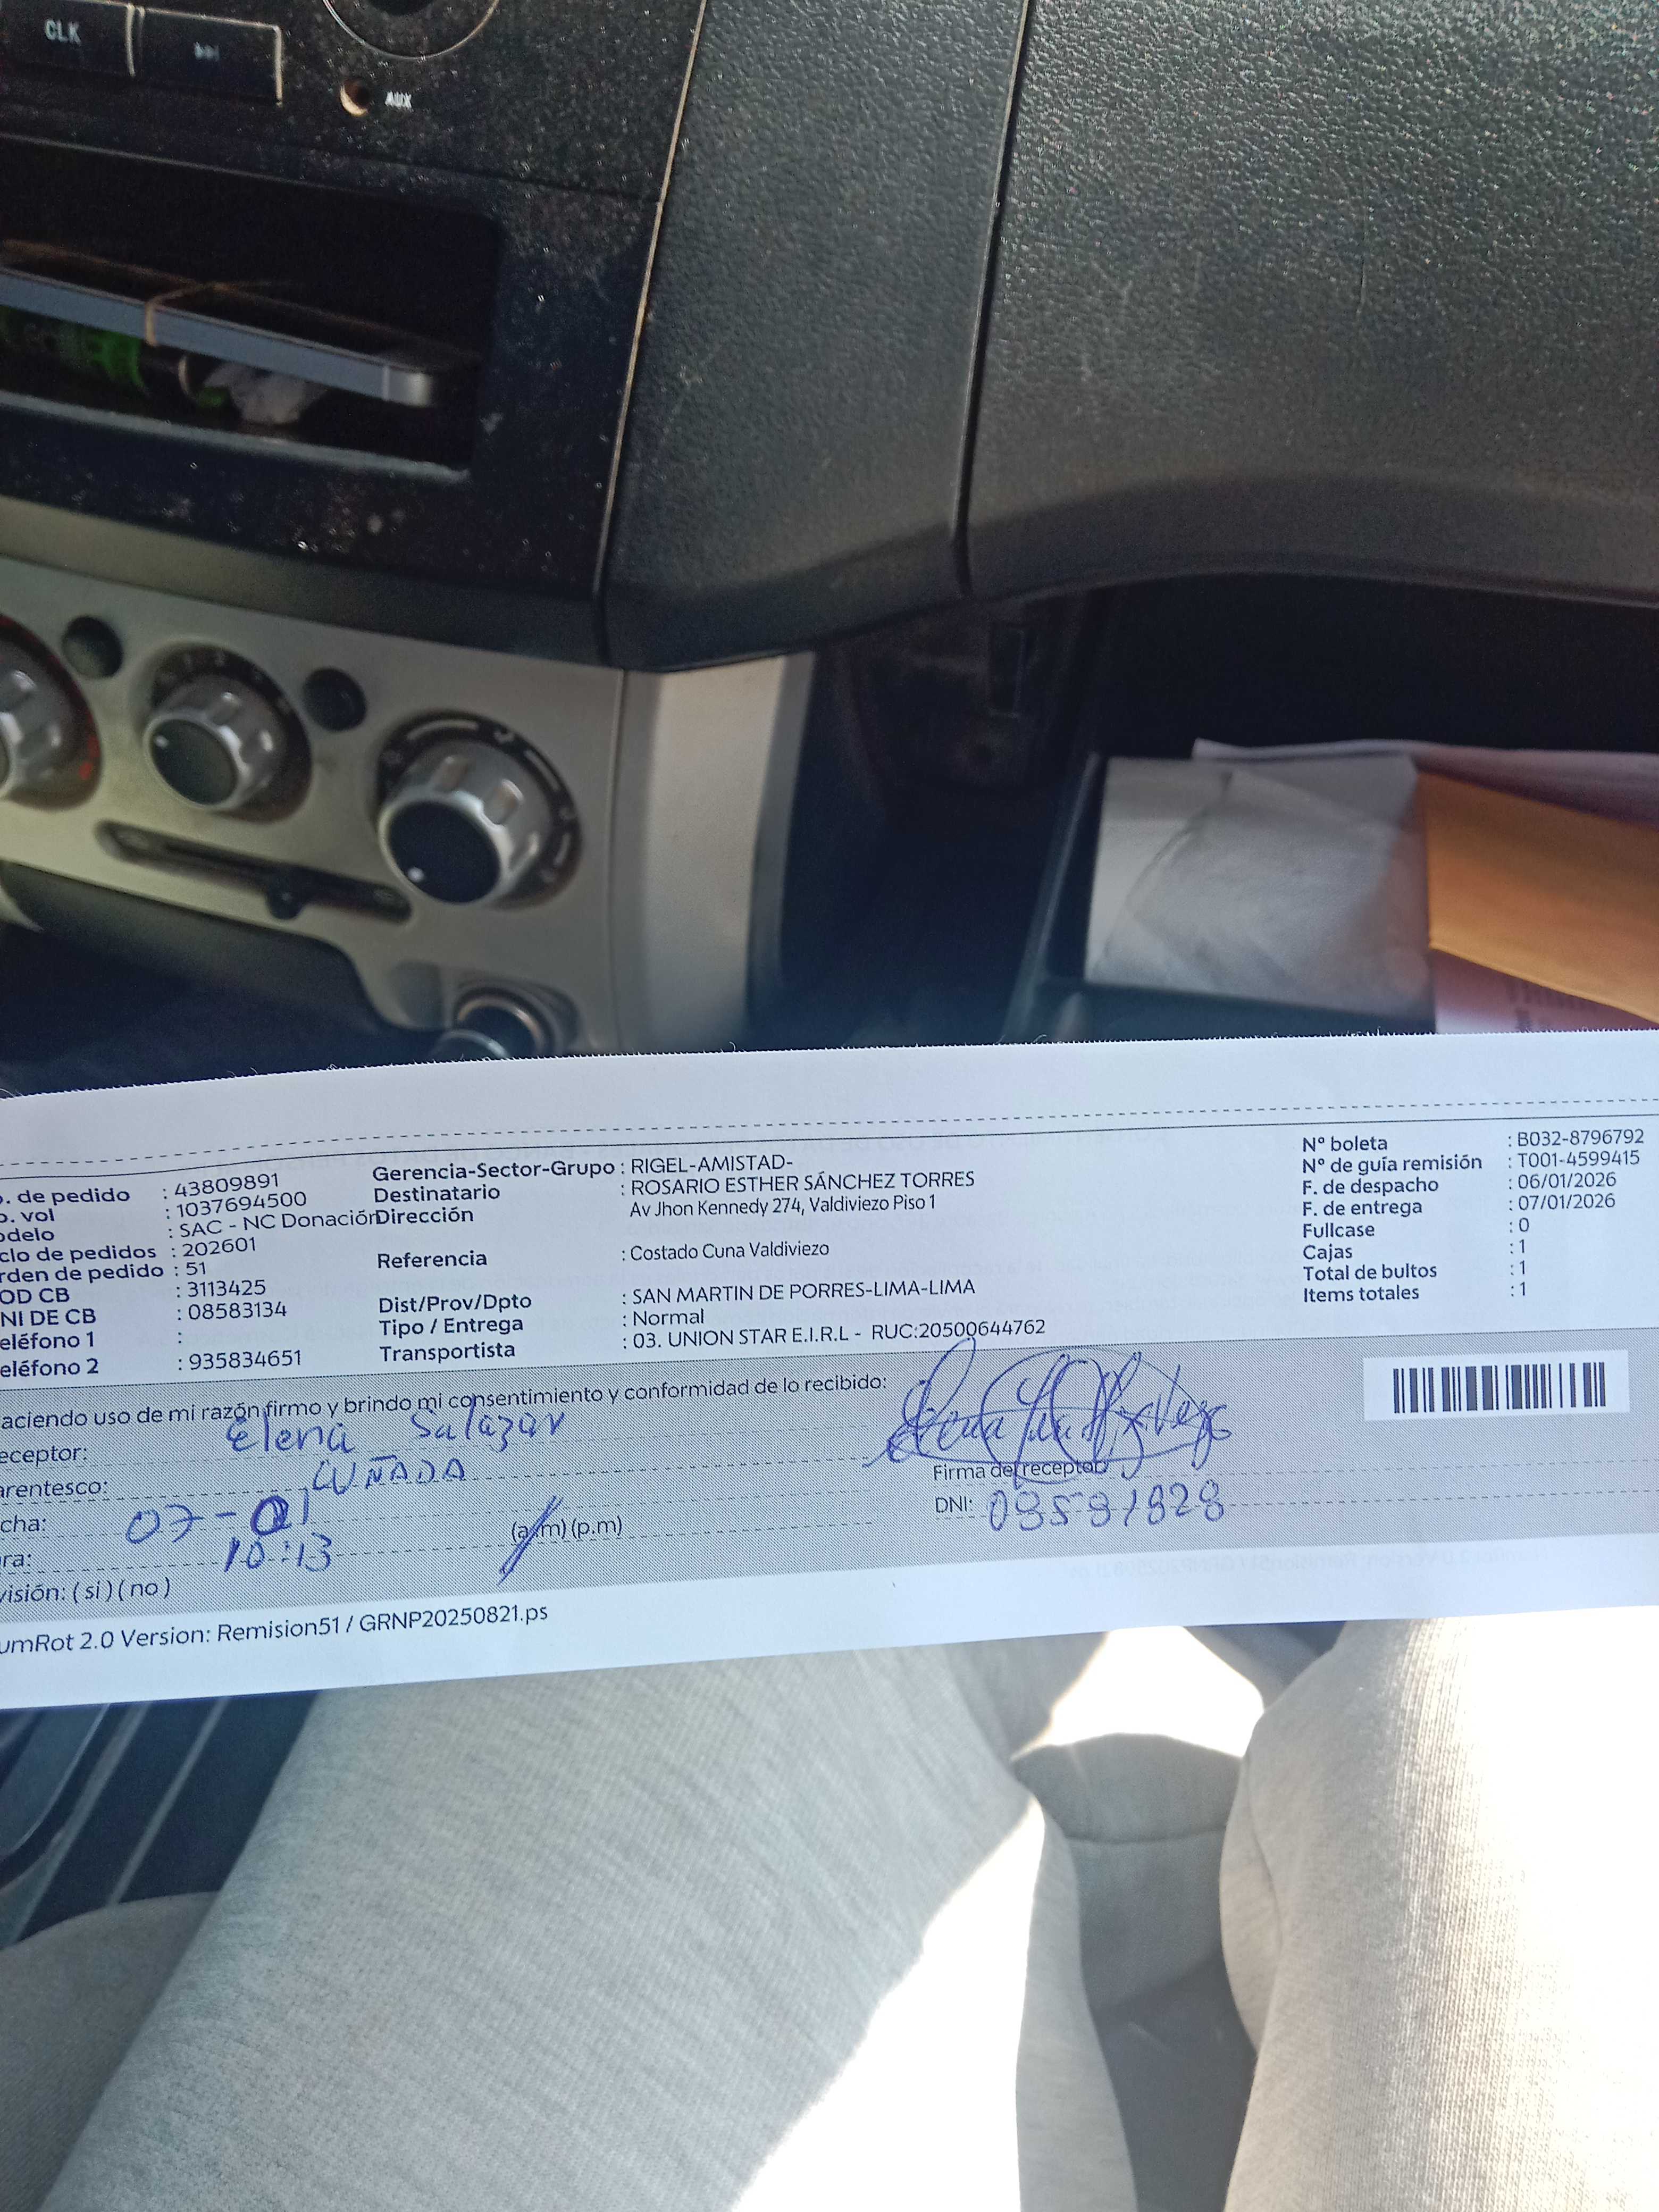 CLK
AUX
. de pedido : 43809891
o. vol : 1037694500
odelo : SAC - NC Donación
clo de pedidos : 202601
rden de pedido : 51
OD CB : 3113425
NI DE CB : 08583134
eléfono 1 :
eléfono 2 : 935834651
Gerencia-Sector-Grupo : RIGEL-AMISTAD-
Destinatario : ROSARIO ESTHER SÁNCHEZ TORRES
Dirección Av Jhon Kennedy 274, Valdiviezo Piso 1
Referencia : Costado Cuna Valdiviezo
Dist/Prov/Dpto : SAN MARTIN DE PORRES-LIMA-LIMA
Tipo / Entrega : Normal
Transportista : 03. UNION STAR E.I.R.L - RUC:20500644762
Nº boleta : B032-8796792
Nº de guía remisión : T001-4599415
F. de despacho : 06/01/2026
F. de entrega : 07/01/2026
Fullcase : 0
Cajas : 1
Total de bultos : 1
Items totales : 1
aciendo uso de mi razón firmo y brindo mi consentimiento y conformidad de lo recibido:
eceptor: Elena Salazar
arentesco: CUÑADA
cha: 07-01
ra: 10:13 (a.m) (p.m)
visión: ( si ) ( no )
Firma de receptor
DNI:
umRot 2.0 Version: Remision51 / GRNP20250821.ps